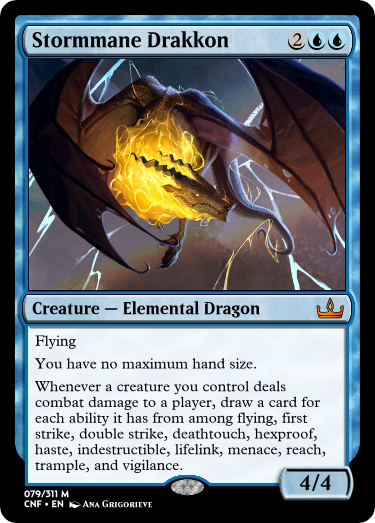 Stormmane Drakkon 2
Creature — Elemental Dragon
Flying
You have no maximum hand size.
Whenever a creature you control deals
combat damage to a player, draw a card for
each ability it has from among flying, first
strike, double strike, deathtouch, hexproof,
haste, indestructible, lifelink, menace, reach,
trample, and vigilance.
4/4
079/311 M
CNF • EN Ana Grigorieve